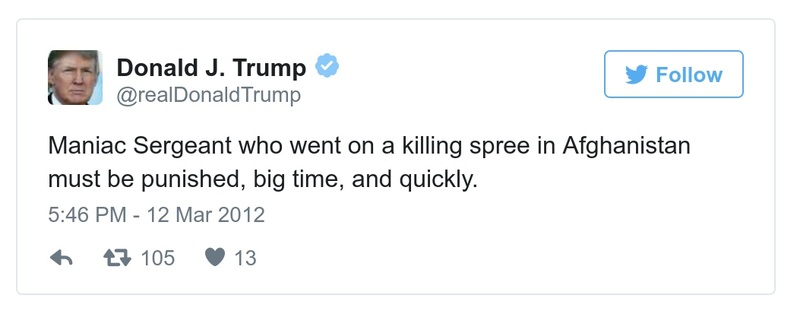 Donald J. Trump
@realDonaldTrump
Follow
Maniac Sergeant who went on a killing spree in Afghanistan
must be punished, big time, and quickly.
5:46 PM - 12 Mar 2012
105 13